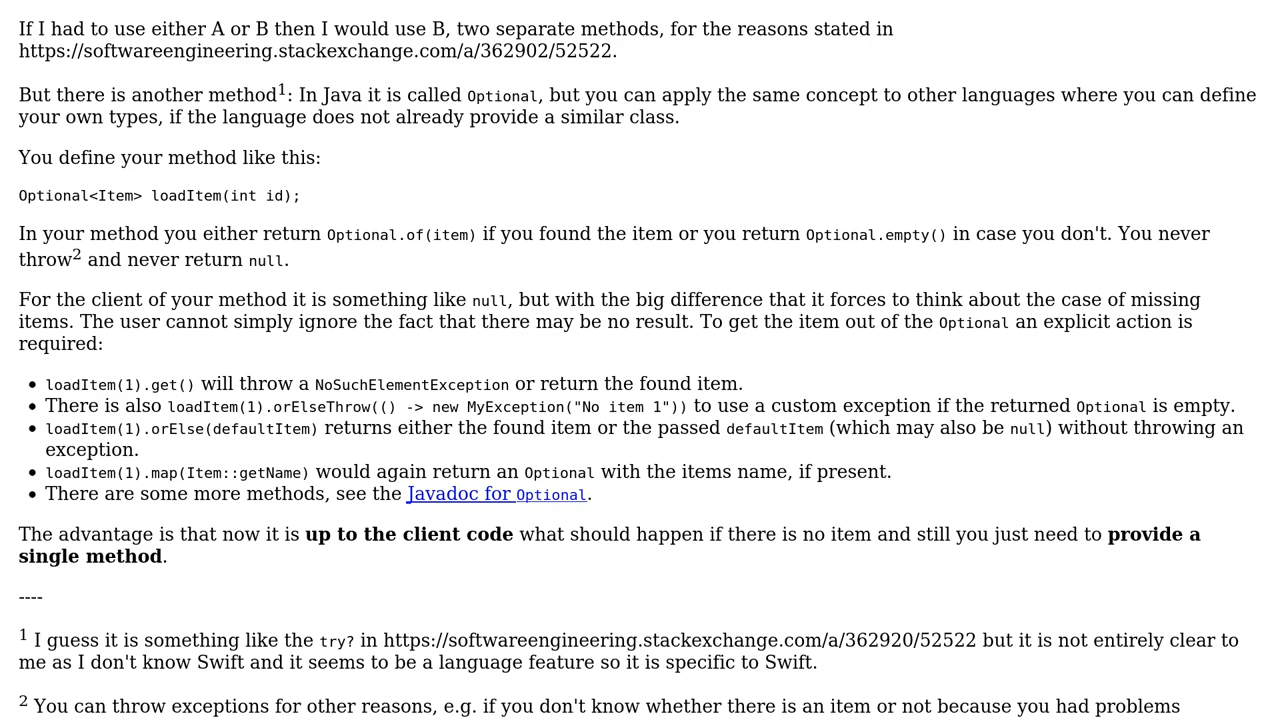 If I had to use either A or B then I would use B, two separate methods, for the reasons stated in
https://softwareengineering.stackexchange.com/a/362902/52522.
But there is another method1: In Java it is called Optional, but you can apply the same concept to other languages where you can define
your own types, if the language does not already provide a similar class.
You define your method like this:
Optional<Item> loadItem(int id);
In your method you either return Optional.of(item) if you found the item or you return Optional.empty() in case you don't. You never
throw2 and never return null.
For the client of your method it is something like null, but with the big difference that it forces to think about the case of missing
items. The user cannot simply ignore the fact that there may be no result. To get the item out of the Optional an explicit action is
required:
• loadItem(1).get() will throw a NoSuchElementException or return the found item.
• There is also loadItem(1).orElseThrow(() -> new MyException("No item 1")) to use a custom exception if the returned Optional is empty.
• loadItem(1).orElse(defaultItem) returns either the found item or the passed defaultItem (which may also be null) without throwing an
exception.
• loadItem(1).map(Item::getName) would again return an Optional with the items name, if present.
• There are some more methods, see the Javadoc for Optional.
The advantage is that now it is up to the client code what should happen if there is no item and still you just need to provide a
single method.
----
1 I guess it is something like the try? in https://softwareengineering.stackexchange.com/a/362920/52522 but it is not entirely clear to
me as I don't know Swift and it seems to be a language feature so it is specific to Swift.
2 You can throw exceptions for other reasons, e.g. if you don't know whether there is an item or not because you had problems